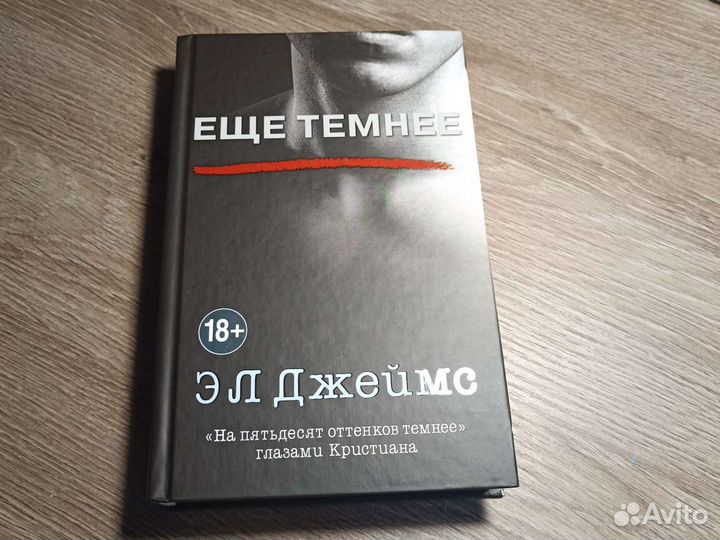 ЕЩЕ ТЕМНЕЕ
18+
ЭЛ Джеймс
«На пятьдесят оттенков темнее»
глазами Кристиана
Avito